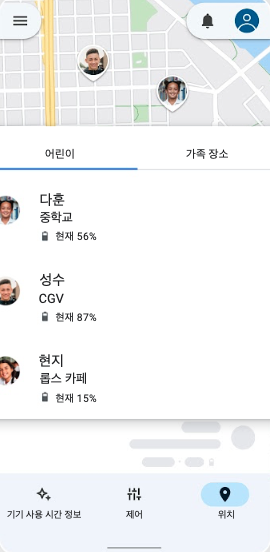 어린이
가족 장소
다훈
중학교
현재 56%
성수
CGV
현재 87%
현지
롭스 카페
현재 15%
기기 사용 시간 정보
제어
위치